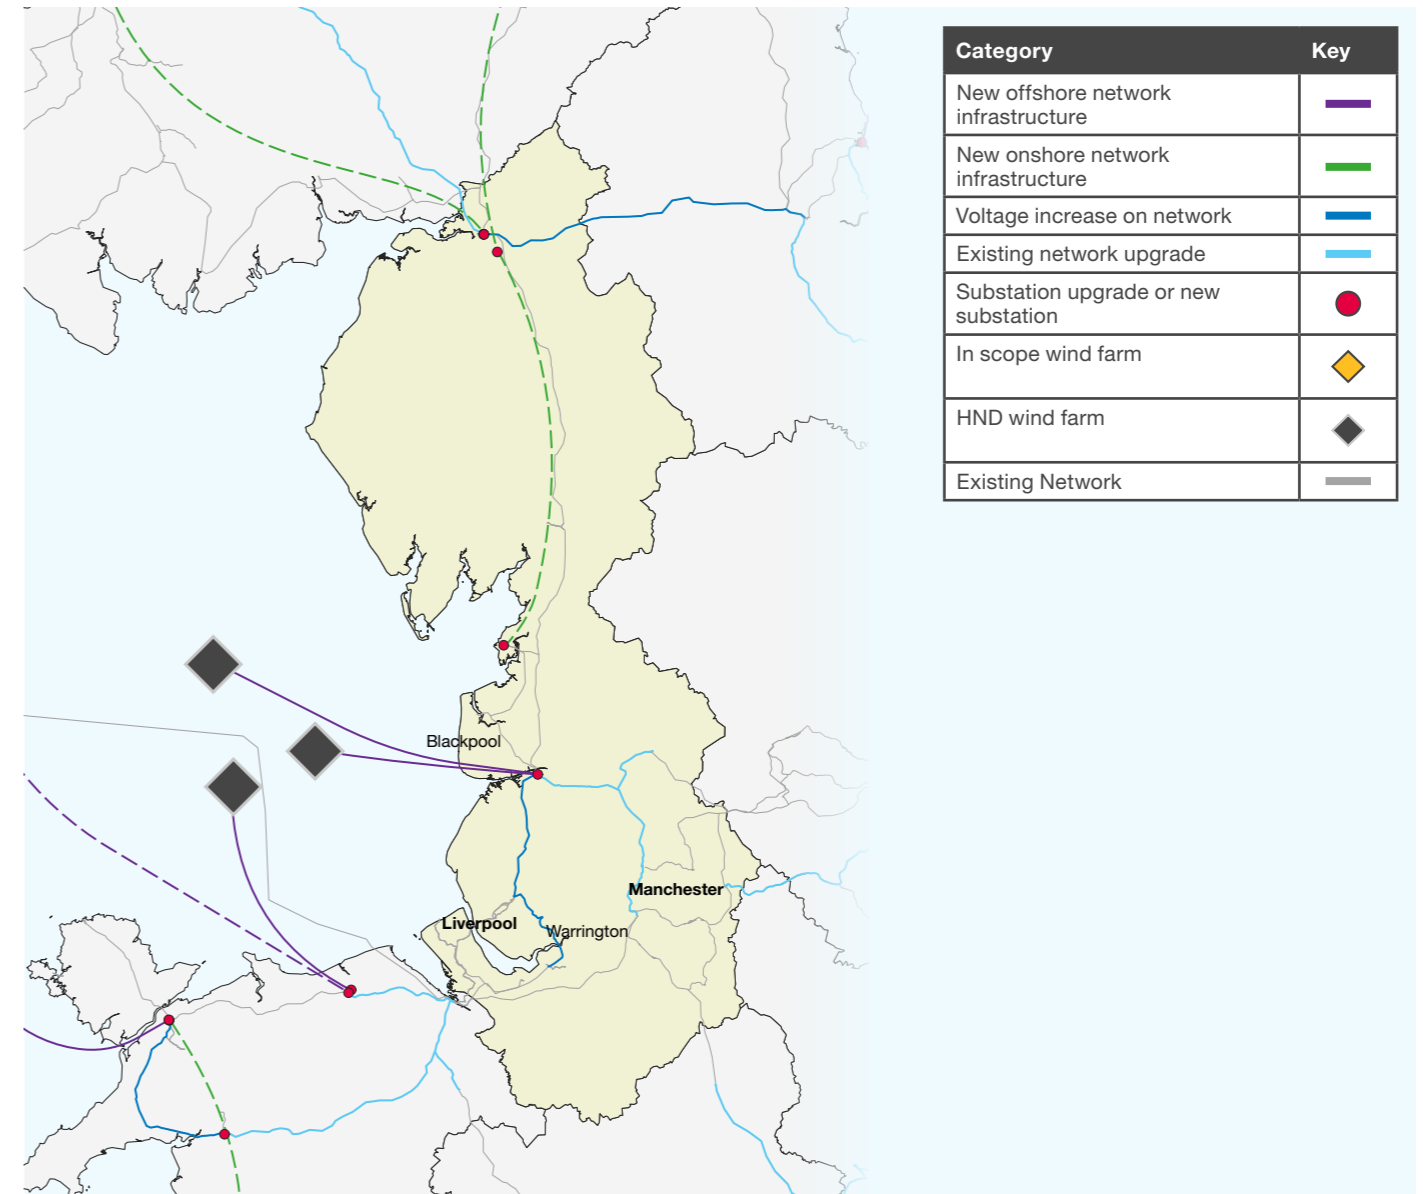 Category Key
New offshore network
infrastructure
New onshore network
infrastructure
Voltage increase on network
Existing network upgrade
Substation upgrade or new
substation
In scope wind farm
HND wind farm
Existing Network
Blackpool
Manchester
Liverpool
Warrington